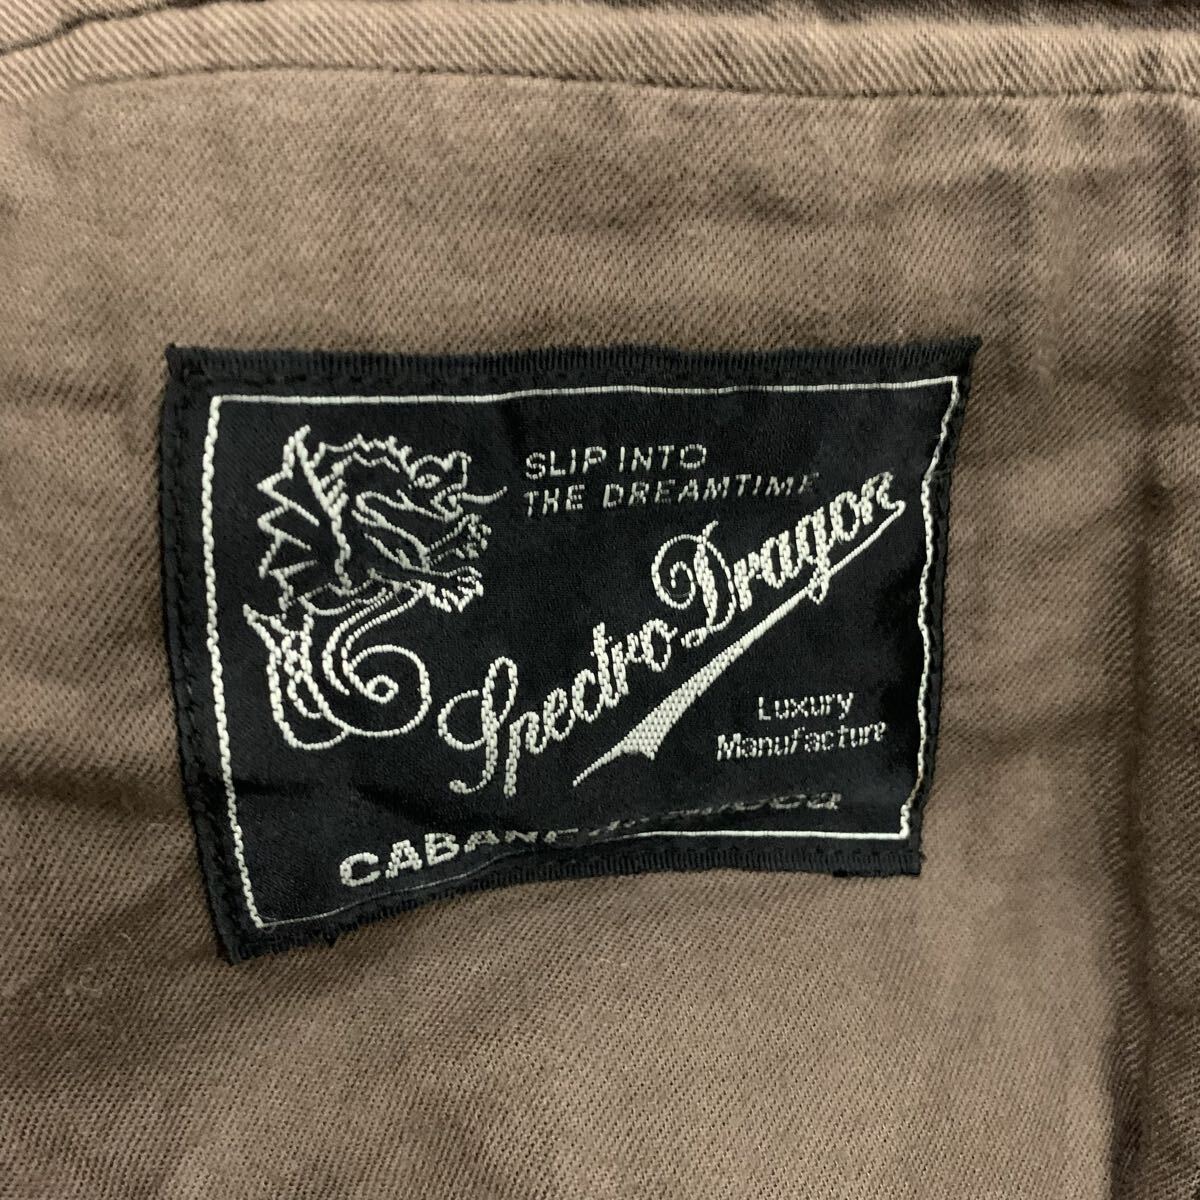 SLIP INTO
THE DREAMTIME
Spectro Dragon
Luxury
Manufacture
CABANE